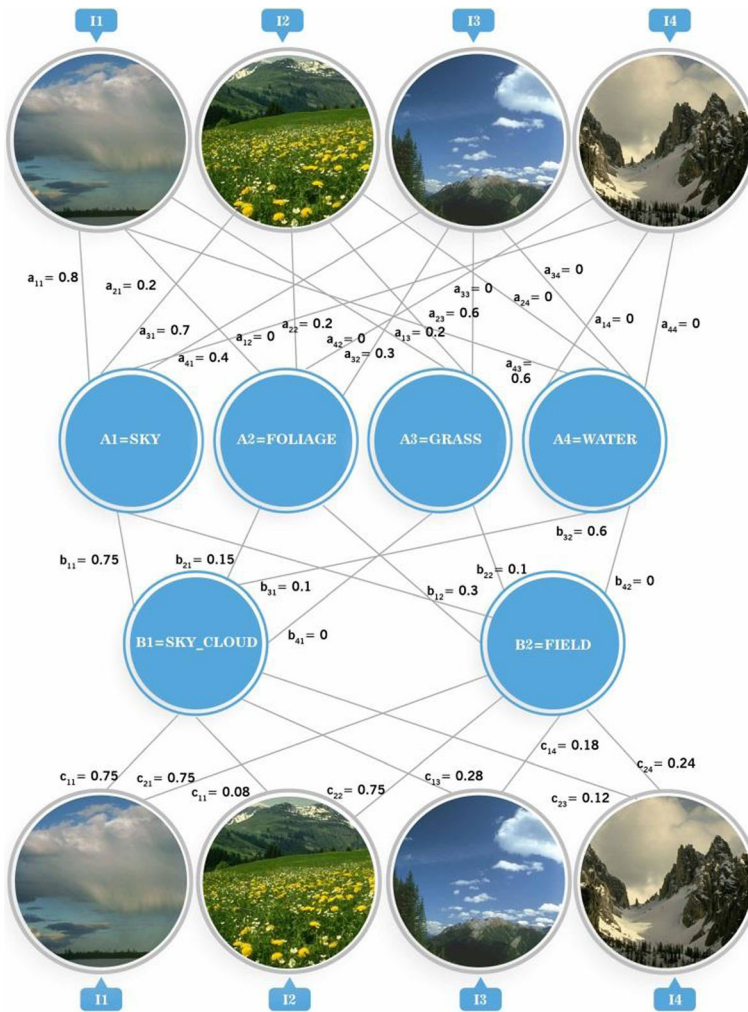 I1 I2 I3 I4
a11= 0.8
a21= 0.2
a31= 0.7
a41= 0.4
a12= 0
a22= 0.2
a42= 0
a32= 0.3
a13= 0.2
a23= 0.6
a33= 0
a34= 0
a24= 0
a43=
0.6
a14= 0
a44= 0
A1=SKY A2=FOLIAGE A3=GRASS A4=WATER
b11= 0.75
b21= 0.15
b31= 0.1
b41= 0
b12= 0.3
b22= 0.1
b32= 0.6
b42= 0
B1=SKY_CLOUD B2=FIELD
c11= 0.75
c21= 0.75
c11= 0.08
c22= 0.75
c13= 0.28
c14= 0.18
c23= 0.12
c24= 0.24
I1 I2 I3 I4